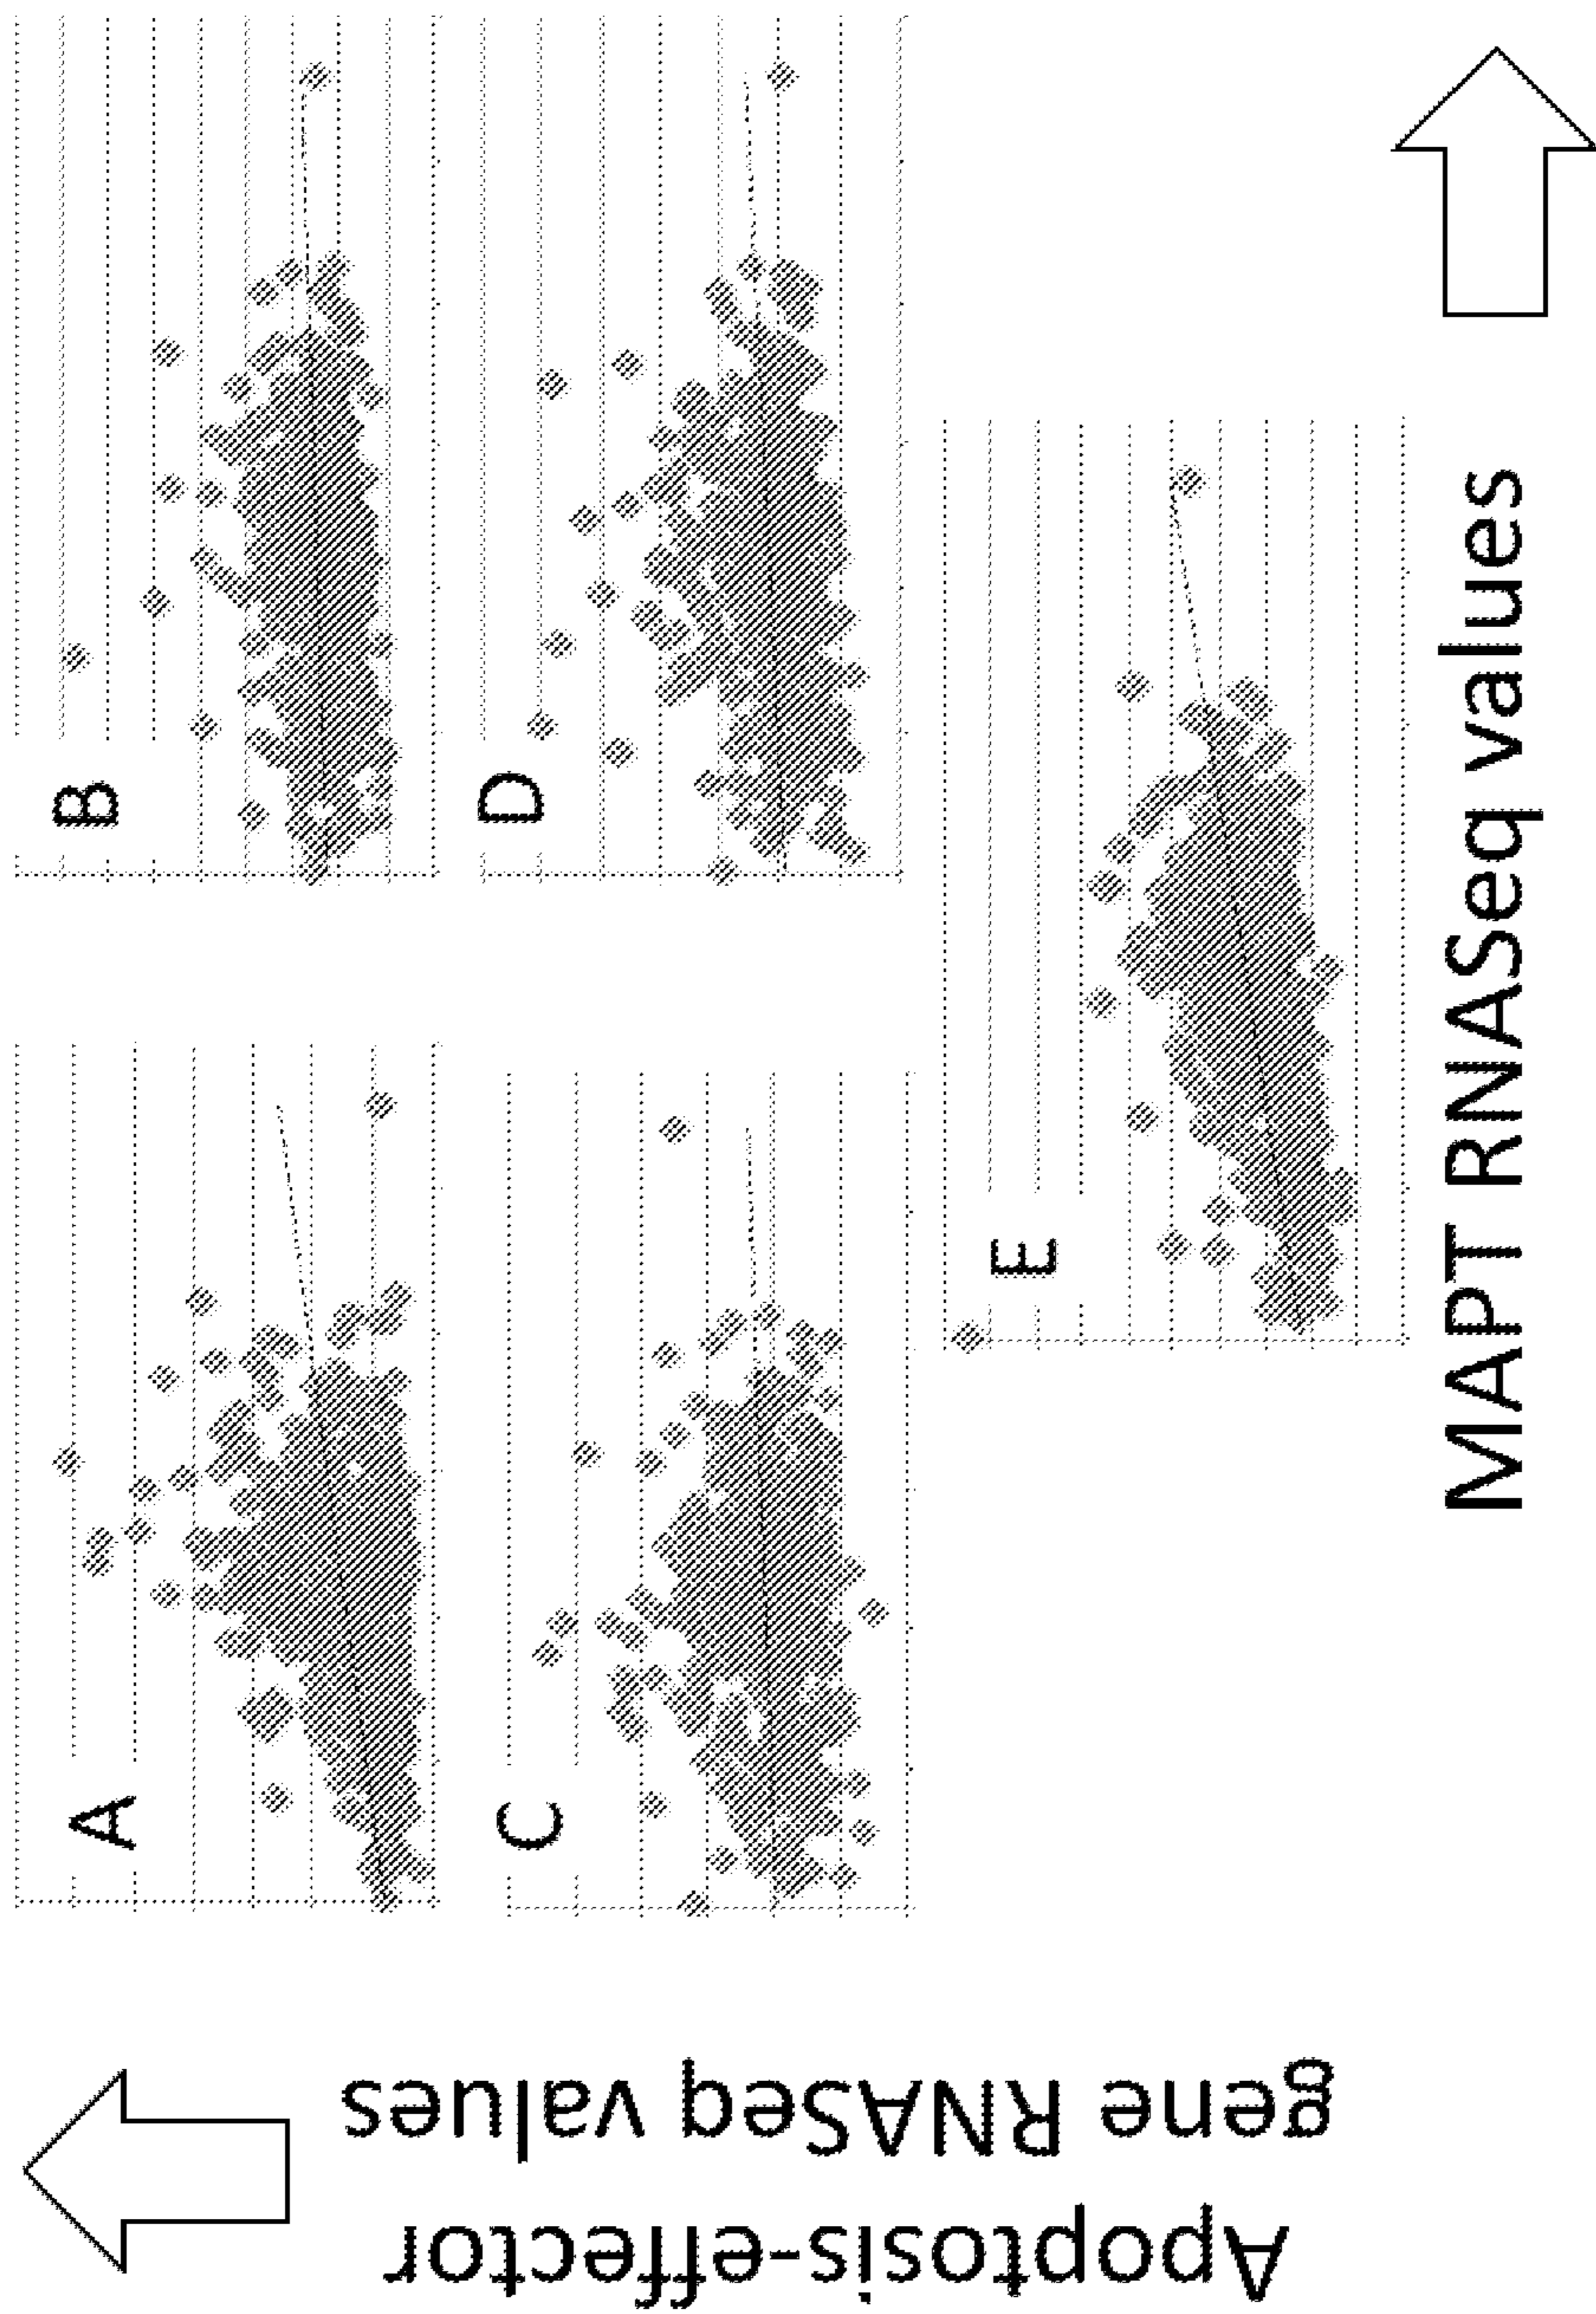 A
B
C
D
E
Apoptosis-effector
gene RNASeq values
MAPT RNASeq values